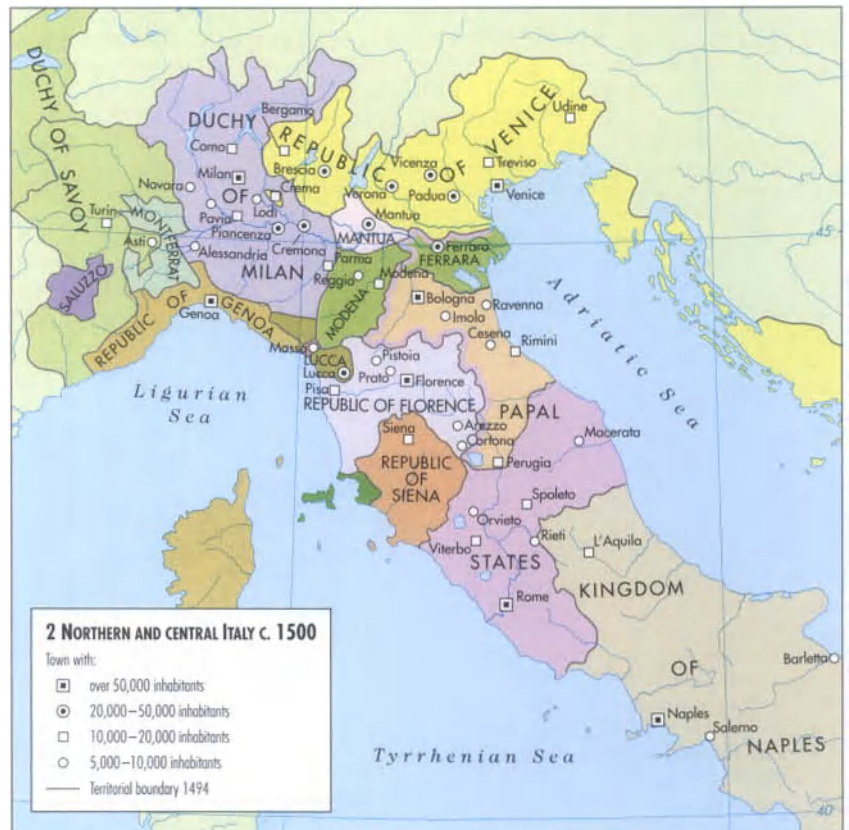 DUCHY OF SAVOY
DUCHY OF MILAN
REPUBLIC OF VENICE
Bergamo
Udine
Como
Milan
Novara
Brescia
Crema
Vicenza
Treviso
Verona
Padua
Venice
Turin
MONTFERRAT
Pavia
Lodi
Mantua
MANTUA
Piancenza
Cremona
Asti
Alessandria
Parma
Ferrara
FERRARA
45
SALUZZO
Reggio
Modena
MODENA
Bologna
Ravenna
Imola
REPUBLIC OF GENOA
Genoa
Cesena
Rimini
Adriatic Sea
Massa
LUCCA
Lucca
Pistoia
Prato
Florence
Pisa
REPUBLIC OF FLORENCE
Ligurian
Sea
PAPAL
STATES
Siena
Arezzo
Cortona
Macerata
REPUBLIC
OF
SIENA
Perugia
Spoleto
Orvieto
Viterbo
Rieti
L'Aquila
Rome
KINGDOM
OF
NAPLES
Barletta
Naples
Salerno
Tyrrhenian Sea
40
2 NORTHERN AND CENTRAL ITALY C. 1500
Town with:
over 50,000 inhabitants
20,000–50,000 inhabitants
10,000–20,000 inhabitants
5,000–10,000 inhabitants
Territorial boundary 1494